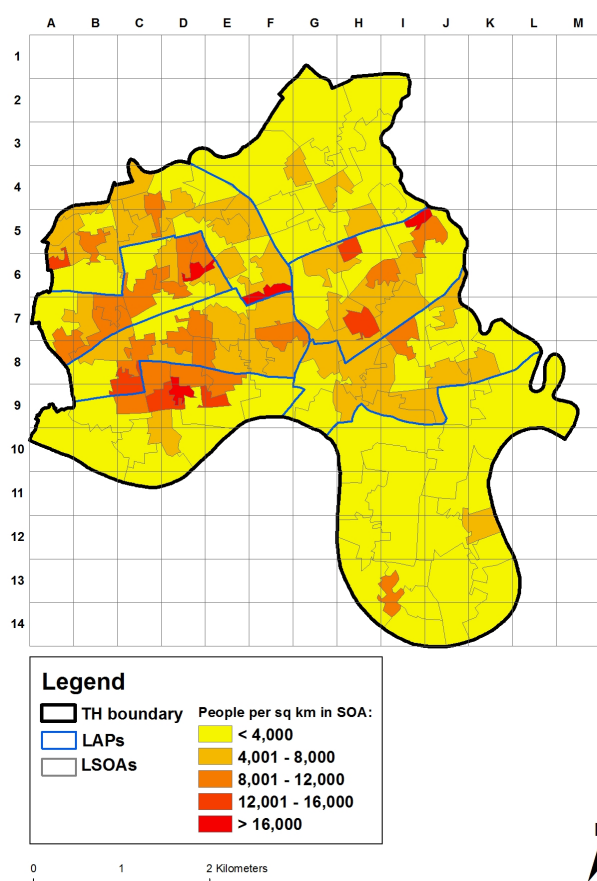 A B C D E F G H I J K L M
1
2
3
4
5
6
7
8
9
10
11
12
13
14
Legend
TH boundary
LAPs
LSOAs
People per sq km in SOA:
< 4,000
4,001 - 8,000
8,001 - 12,000
12,001 - 16,000
> 16,000
0 1 2 Kilometers